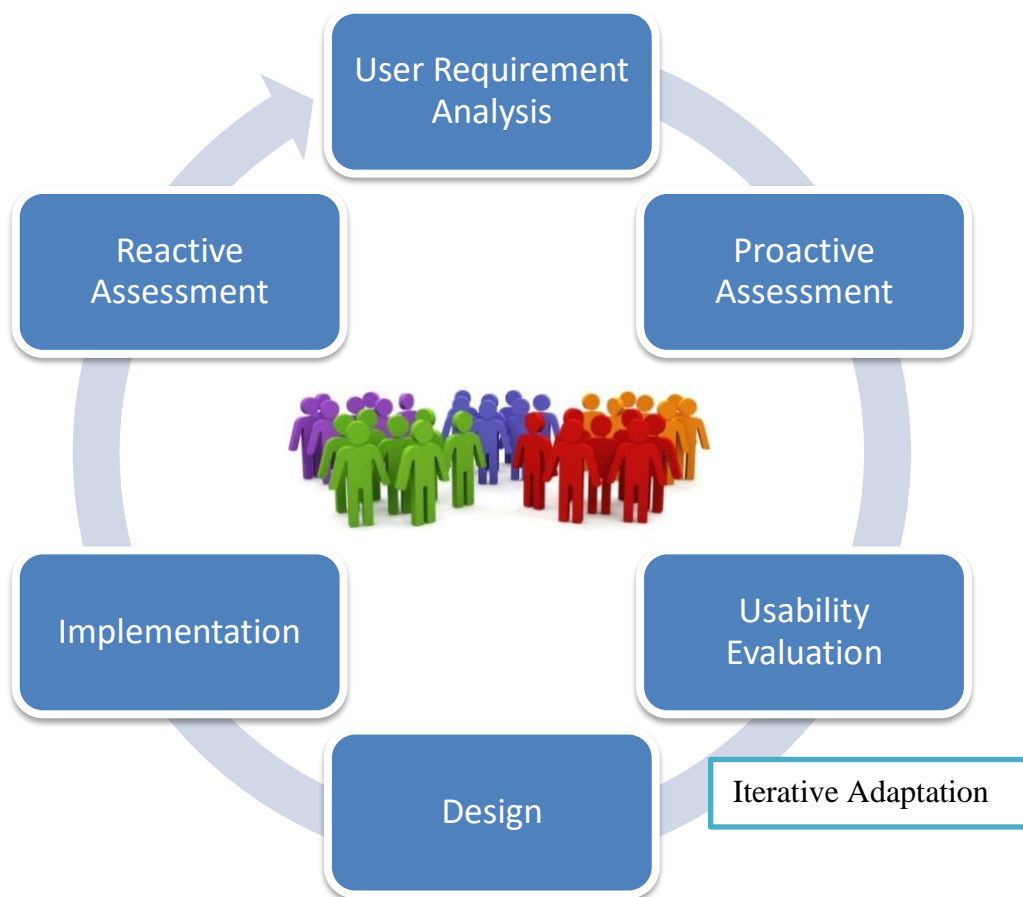 User Requirement
Analysis
Proactive
Assessment
Usability
Evaluation
Iterative Adaptation
Design
Implementation
Reactive
Assessment